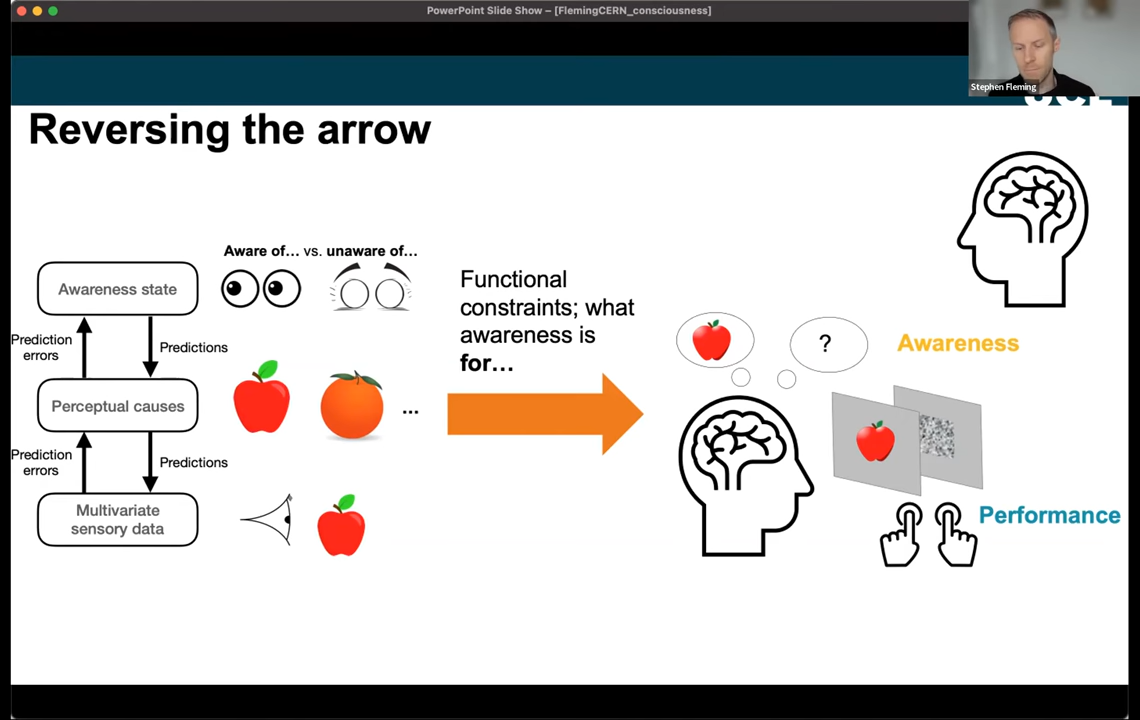 PowerPoint Slide Show – [FlemingCERN_consciousness]
Stephen Fleming
Reversing the arrow
Aware of... vs. unaware of...
Awareness state
Prediction
errors
Predictions
Perceptual causes
...
Prediction
errors
Predictions
Multivariate
sensory data
Functional
constraints; what
awareness is
for...
?
Awareness
Performance